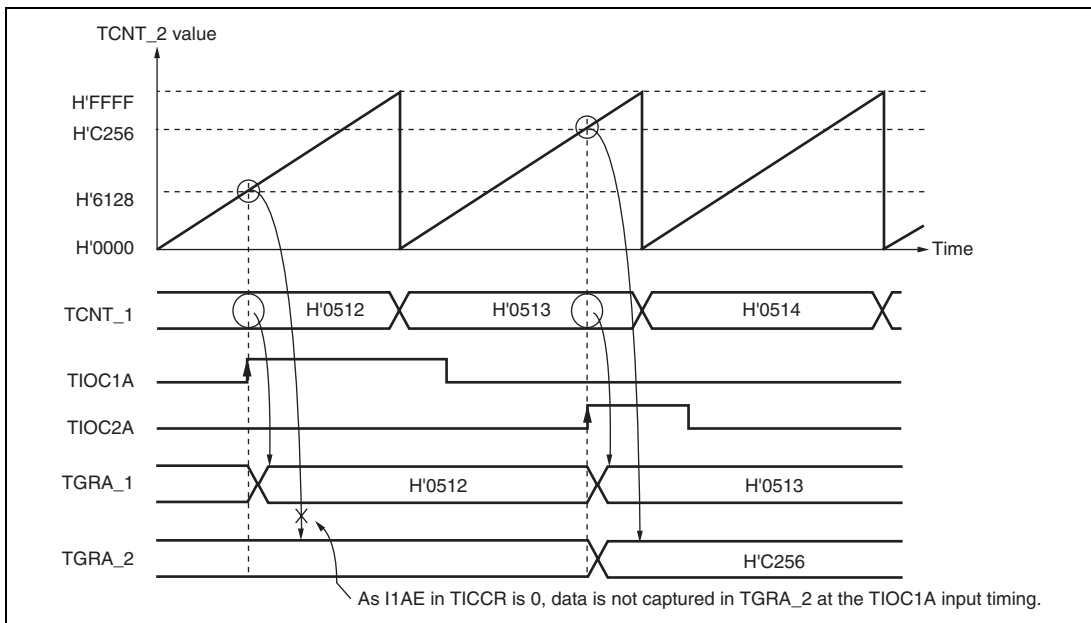 TCNT_2 value
H'FFFF
H'C256
H'6128
H'0000
Time
TCNT_1
H'0512
H'0513
H'0514
TIOC1A
TIOC2A
TGRA_1
H'0512
H'0513
TGRA_2
H'C256
As I1AE in TICCR is 0, data is not captured in TGRA_2 at the TIOC1A input timing.